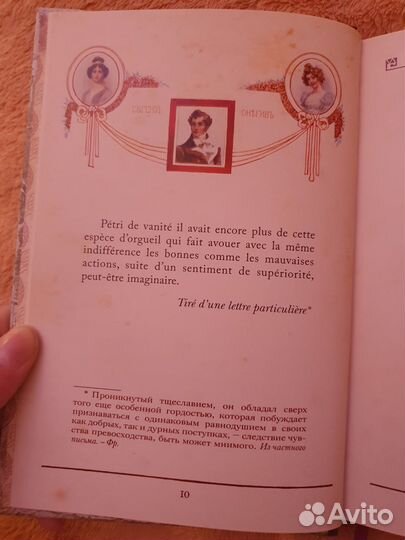 ЕВГЕНІЙ ОНѢГИНЪ
Pétri de vanité il avait encore plus de cette
espèce d'orgueil qui fait avouer avec la même
indifférence les bonnes comme les mauvaises
actions, suite d'un sentiment de supériorité,
peut-être imaginaire.
Tiré d'une lettre particulière*
* Проникнутый тщеславием, он обладал сверх
того еще особенной гордостью, которая побуждает
признаваться с одинаковым равнодушием в своих
как добрых, так и дурных поступках, – следствие чув-
ства превосходства, быть может мнимого. Из частного
письма. – Фр.
10
Avito